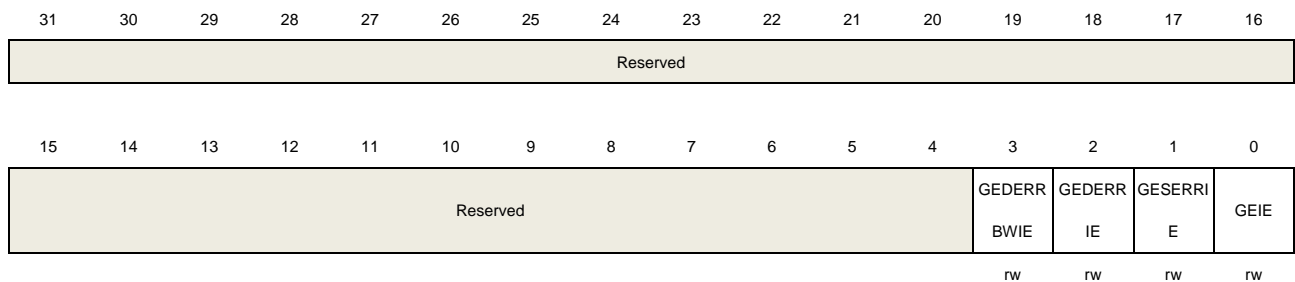 31 30 29 28 27 26 25 24 23 22 21 20 19 18 17 16
Reserved
15 14 13 12 11 10 9 8 7 6 5 4 3 2 1 0
Reserved
GEDERR
BWIE
GEDERR
IE
GESERRI
E
GEIE
rw rw rw rw